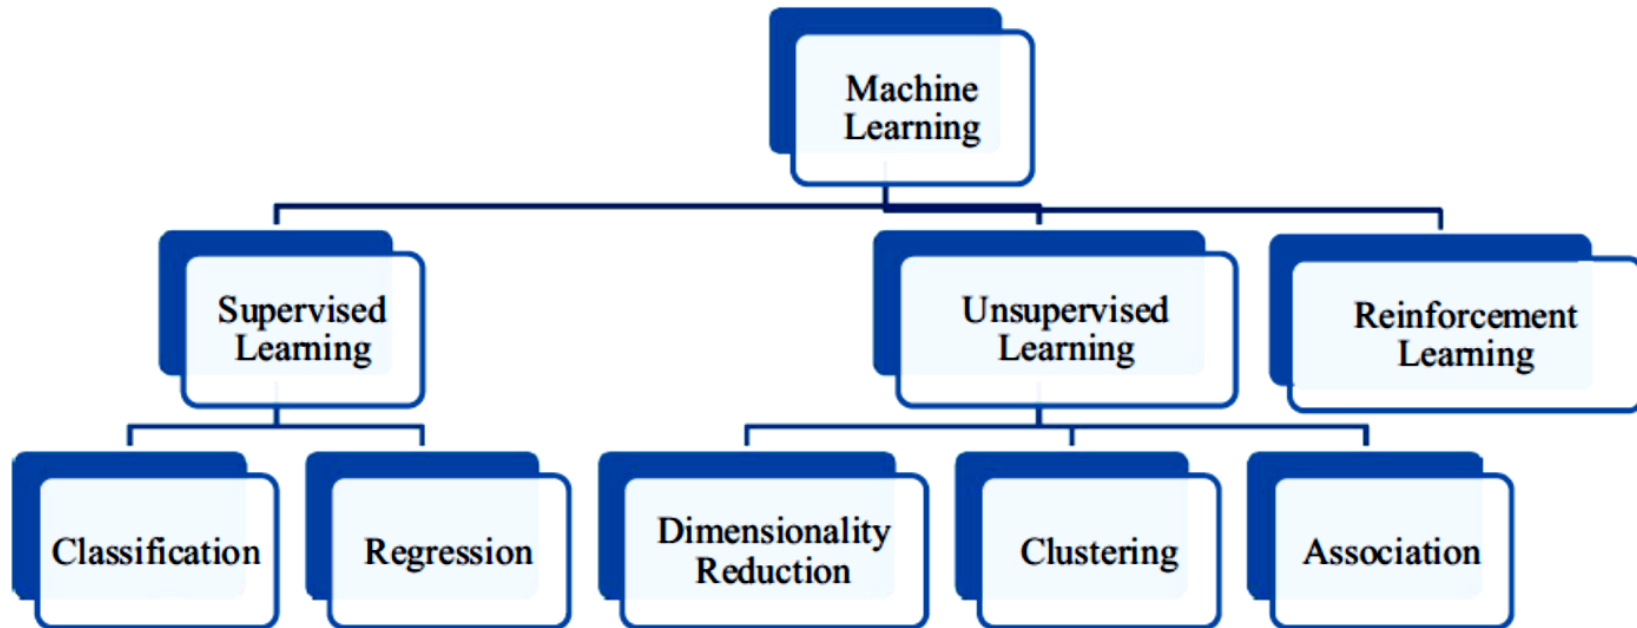 Machine
Learning
Supervised
Learning
Unsupervised
Learning
Reinforcement
Learning
Classification
Regression
Dimensionality
Reduction
Clustering
Association